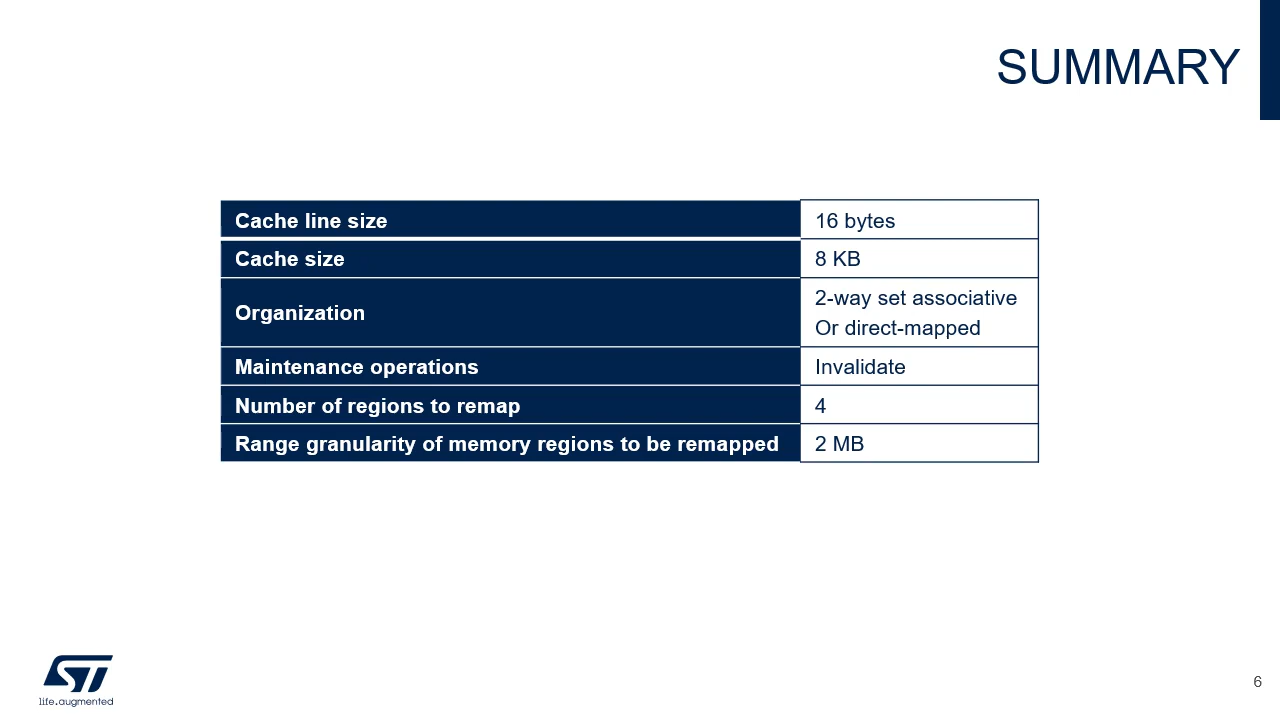 SUMMARY
Cache line size 16 bytes
Cache size 8 KB
Organization 2-way set associative
Or direct-mapped
Maintenance operations Invalidate
Number of regions to remap 4
Range granularity of memory regions to be remapped 2 MB
ST
life.augmented
6